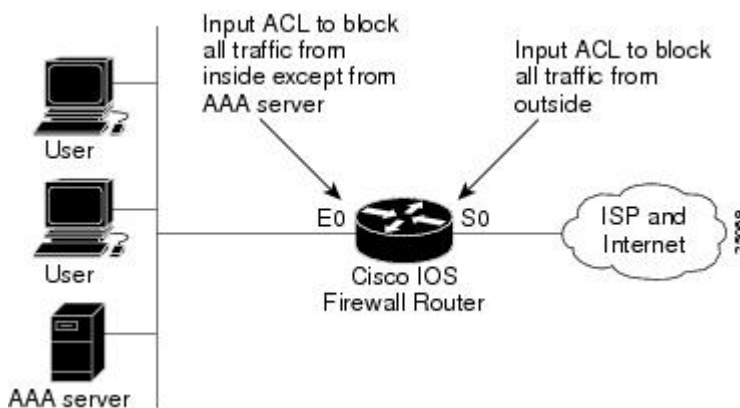 Input ACL to block
all traffic from
inside except from
AAA server
Input ACL to block
all traffic from
outside
User
User
AAA server
E0
S0
Cisco IOS
Firewall Router
ISP and
Internet